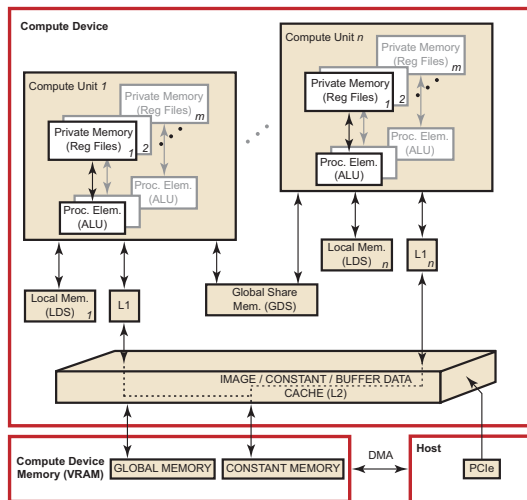 Compute Device
Compute Unit 1
Private Memory
(Reg Files)
m
Private Memory
(Reg Files)
1
2
Proc. Elem.
(ALU)
Proc. Elem.
(ALU)
Compute Unit n
Private Memory
(Reg Files)
m
Private Memory
(Reg Files)
1
2
Proc. Elem.
(ALU)
Proc. Elem.
(ALU)
Local Mem.
(LDS) 1
L1
Global Share
Mem. (GDS)
Local Mem.
(LDS) n
L1
n
IMAGE / CONSTANT / BUFFER DATA
CACHE (L2)
Compute Device
Memory (VRAM)
GLOBAL MEMORY
CONSTANT MEMORY
DMA
Host
PCIe